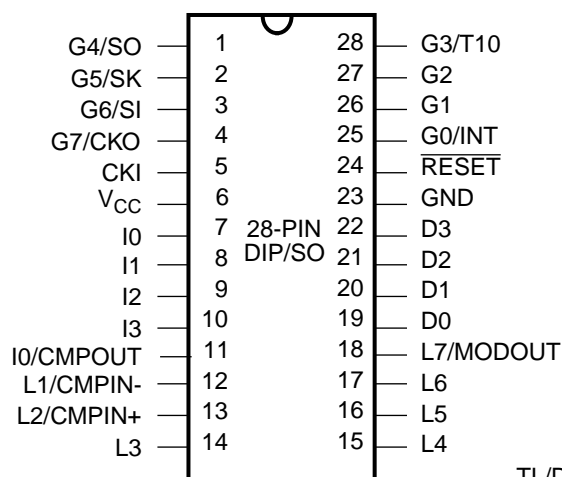 G4/SO 1 28 G3/T10
G5/SK 2 27 G2
G6/SI 3 26 G1
G7/CKO 4 25 G0/INT
CKI 5 24 RESET
VCC 6 23 GND
I0 7 28-PIN 22 D3
I1 8 DIP/SO 21 D2
I2 9 20 D1
I3 10 19 D0
I0/CMPOUT 11 18 L7/MODOUT
L1/CMPIN- 12 17 L6
L2/CMPIN+ 13 16 L5
L3 14 15 L4